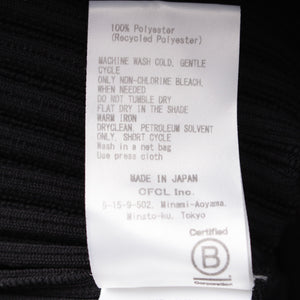 100% Polyester
(Recycled Polyester)
MACHINE WASH COLD, GENTLE
CYCLE
ONLY NON-CHLORINE BLEACH,
WHEN NEEDED
DO NOT TUMBLE DRY
FLAT DRY IN THE SHADE
WARM IRON
DRYCLEAN, PETROLEUM SOLVENT
ONLY, SHORT CYCLE
Wash in a net bag
Use press cloth
MADE IN JAPAN
CFCL Inc.
5-15-9-502, Minami-Aoyama,
Minato-ku, Tokyo
Certified
B